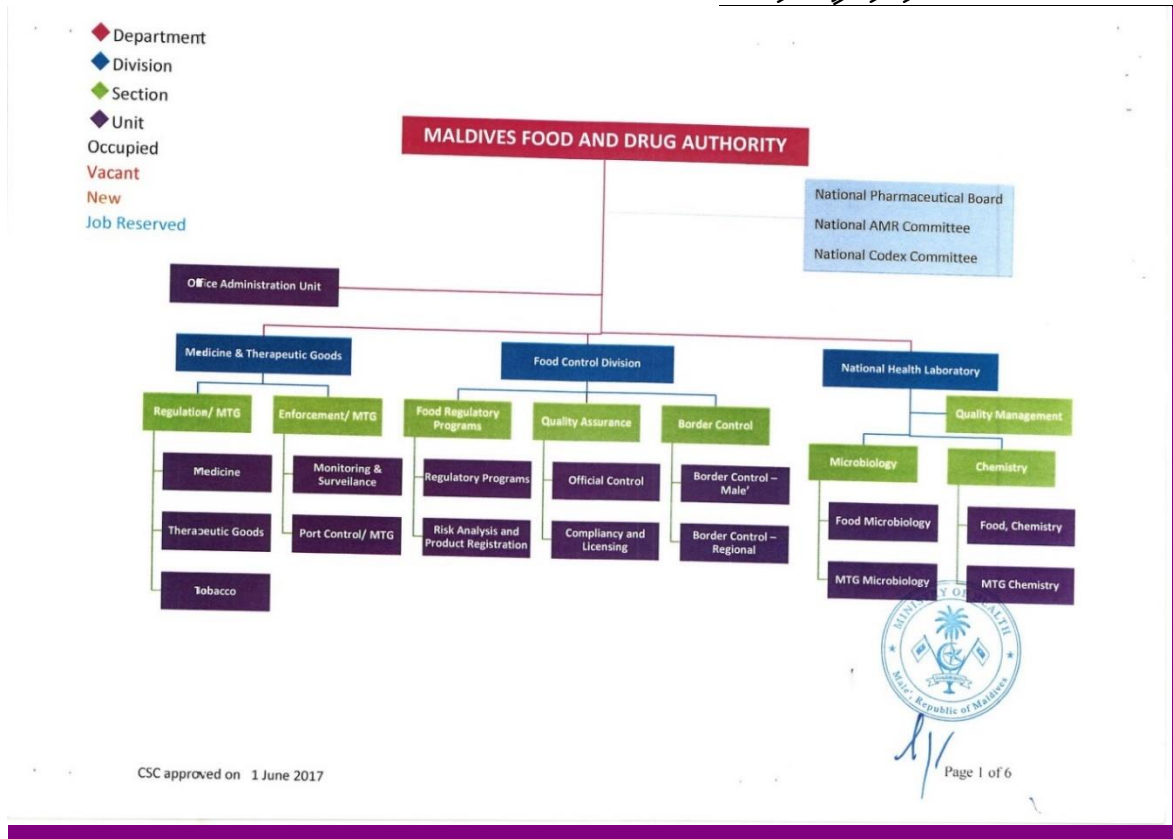 Department
Division
Section
Unit
Occupied
Vacant
New
Job Reserved
MALDIVES FOOD AND DRUG AUTHORITY
National Pharmaceutical Board
National AMR Committee
National Codex Committee
Office Administration Unit
Medicine & Therapeutic Goods
Food Control Division
National Health Laboratory
Regulation/ MTG
Enforcement/ MTG
Food Regulatory
Programs
Quality Assurance
Border Control
Quality Management
Microbiology
Chemistry
Medicine
Monitoring &
Surveilance
Regulatory Programs
Official Control
Border Control –
Male'
Food Microbiology
Food, Chemistry
Therapeutic Goods
Port Control/ MTG
Risk Analysis and
Product Registration
Compliancy and
Licensing
Border Control –
Regional
MTG Microbiology
MTG Chemistry
Tobacco
MINISTRY OF HEALTH
Male', Republic of Maldives
CSC approved on 1 June 2017
Page 1 of 6